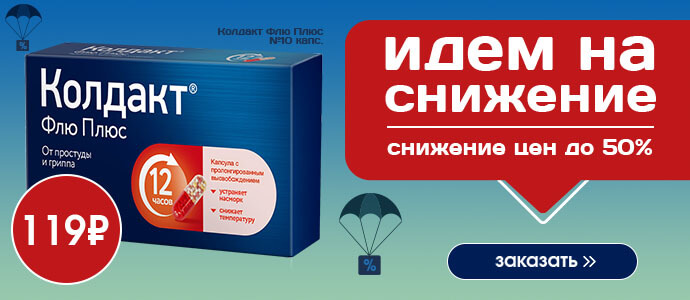 Колдакт Флю Плюс
№10 капс.
Колдакт®
Флю Плюс
От простуды
и гриппа
12
часов
Капсула с
пролонгированным
высвобождением
устраняет
насморк
снижает
температуру
119₽
идем на
снижение
снижение цен до 50%
%
%
заказать »